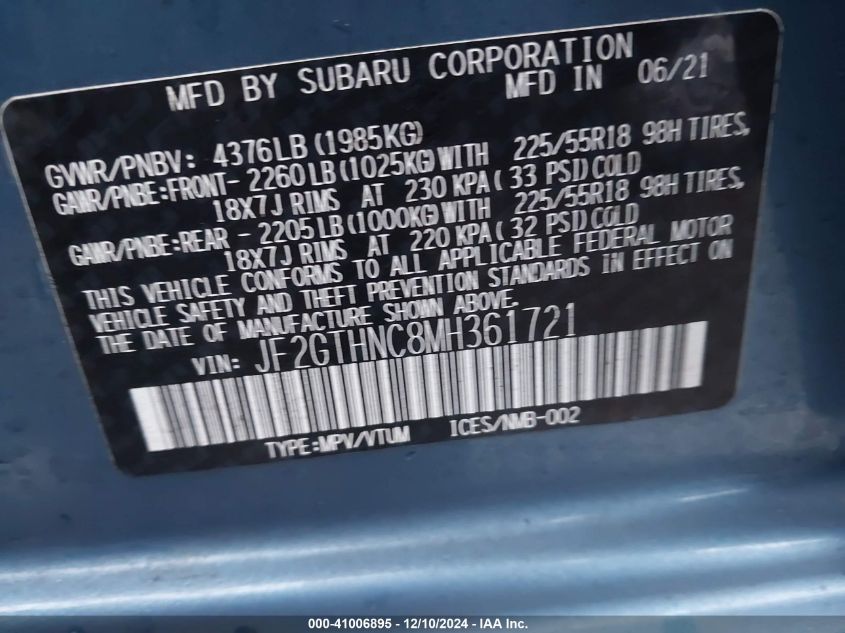 MFD BY SUBARU CORPORATION
MFD IN 06/21
GVWR/PNBV: 4376LB (1985KG)
GAWR/PNBE:FRONT- 2260LB (1025KG)WITH 225/55R18 98H TIRES,
18X7J RIMS AT 230 KPA( 33 PSI) COLD
GAWR/PNBE:REAR - 2205LB (1000KG)WITH 225/55R18 98H TIRES,
18X7J RIMS AT 220 KPA( 32 PSI) COLD
THIS VEHICLE CONFORMS TO ALL APPLICABLE FEDERAL MOTOR
VEHICLE SAFETY AND THEFT PREVENTION STANDARDS IN EFFECT ON
THE DATE OF MANUFACTURE SHOWN ABOVE.
VIN: JF2GTHNC8MH361721
TYPE:MPV/VTUM ICES/NMB-002
000-41006895 - 12/10/2024 - IAA Inc.